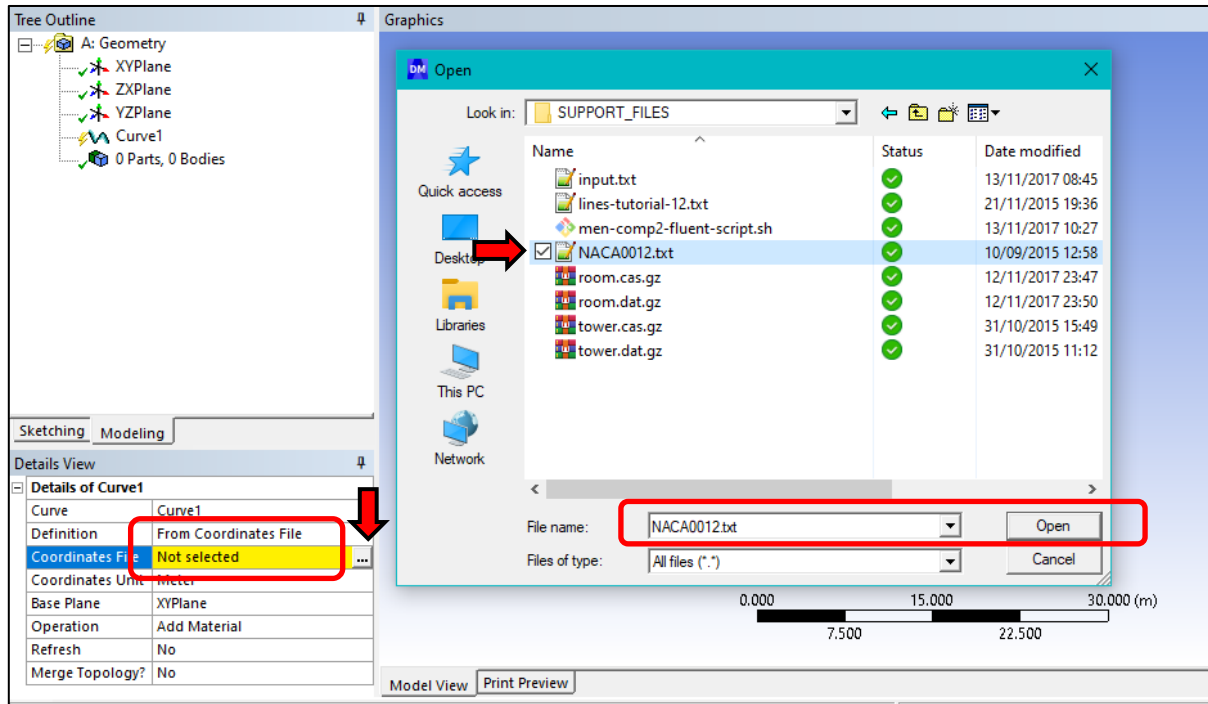 Tree Outline
A: Geometry
XYPlane
ZXPlane
YZPlane
Curve1
0 Parts, 0 Bodies
Sketching Modeling
Details View
Details of Curve1
Curve Curve1
Definition From Coordinates File
Coordinates File Not selected ...
Coordinates Unit Meter
Base Plane XYPlane
Operation Add Material
Refresh No
Merge Topology? No
Graphics
DM Open
Look in: SUPPORT_FILES
Quick access
Desktop
Libraries
This PC
Network
Name Status Date modified
input.txt 13/11/2017 08:45
lines-tutorial-12.txt 21/11/2015 19:36
men-comp2-fluent-script.sh 13/11/2017 10:27
NACA0012.txt 10/09/2015 12:58
room.cas.gz 12/11/2017 23:47
room.dat.gz 12/11/2017 23:50
tower.cas.gz 31/10/2015 15:49
tower.dat.gz 31/10/2015 11:12
File name: NACA0012.txt Open
Files of type: All files (*.*) Cancel
0.000 15.000 30.000 (m)
7.500 22.500
Model View Print Preview